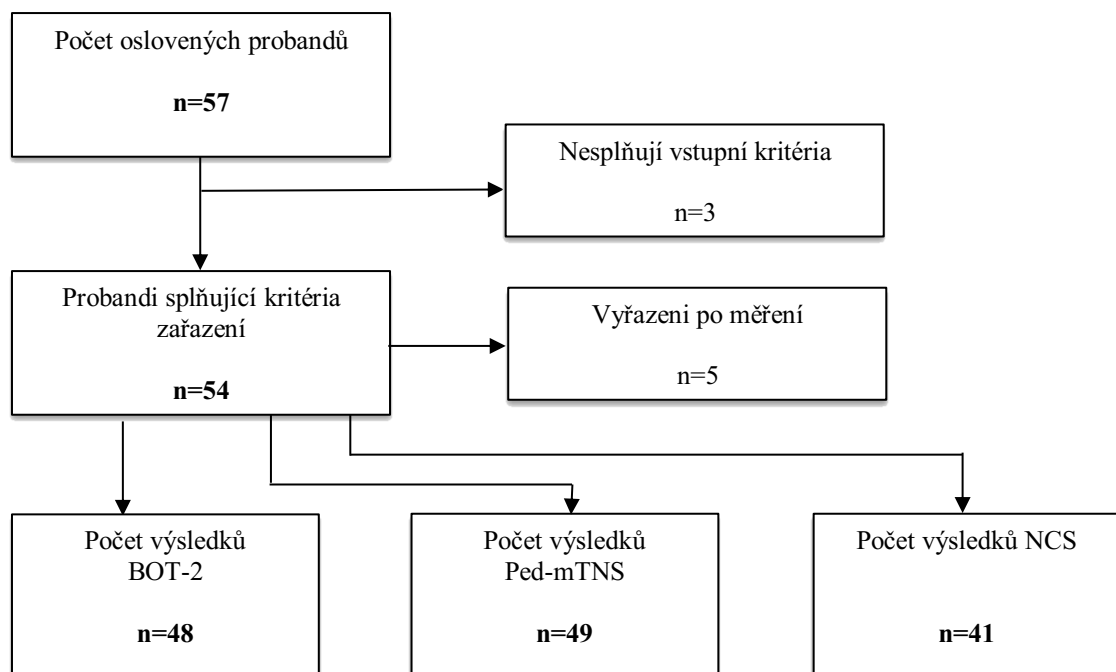 Počet oslovených probandů
n=57
Nesplňují vstupní kritéria
n=3
Probandi splňující kritéria
zařazení
n=54
Vyřazeni po měření
n=5
Počet výsledků
BOT-2
n=48
Počet výsledků
Ped-mTNS
n=49
Počet výsledků NCS
n=41